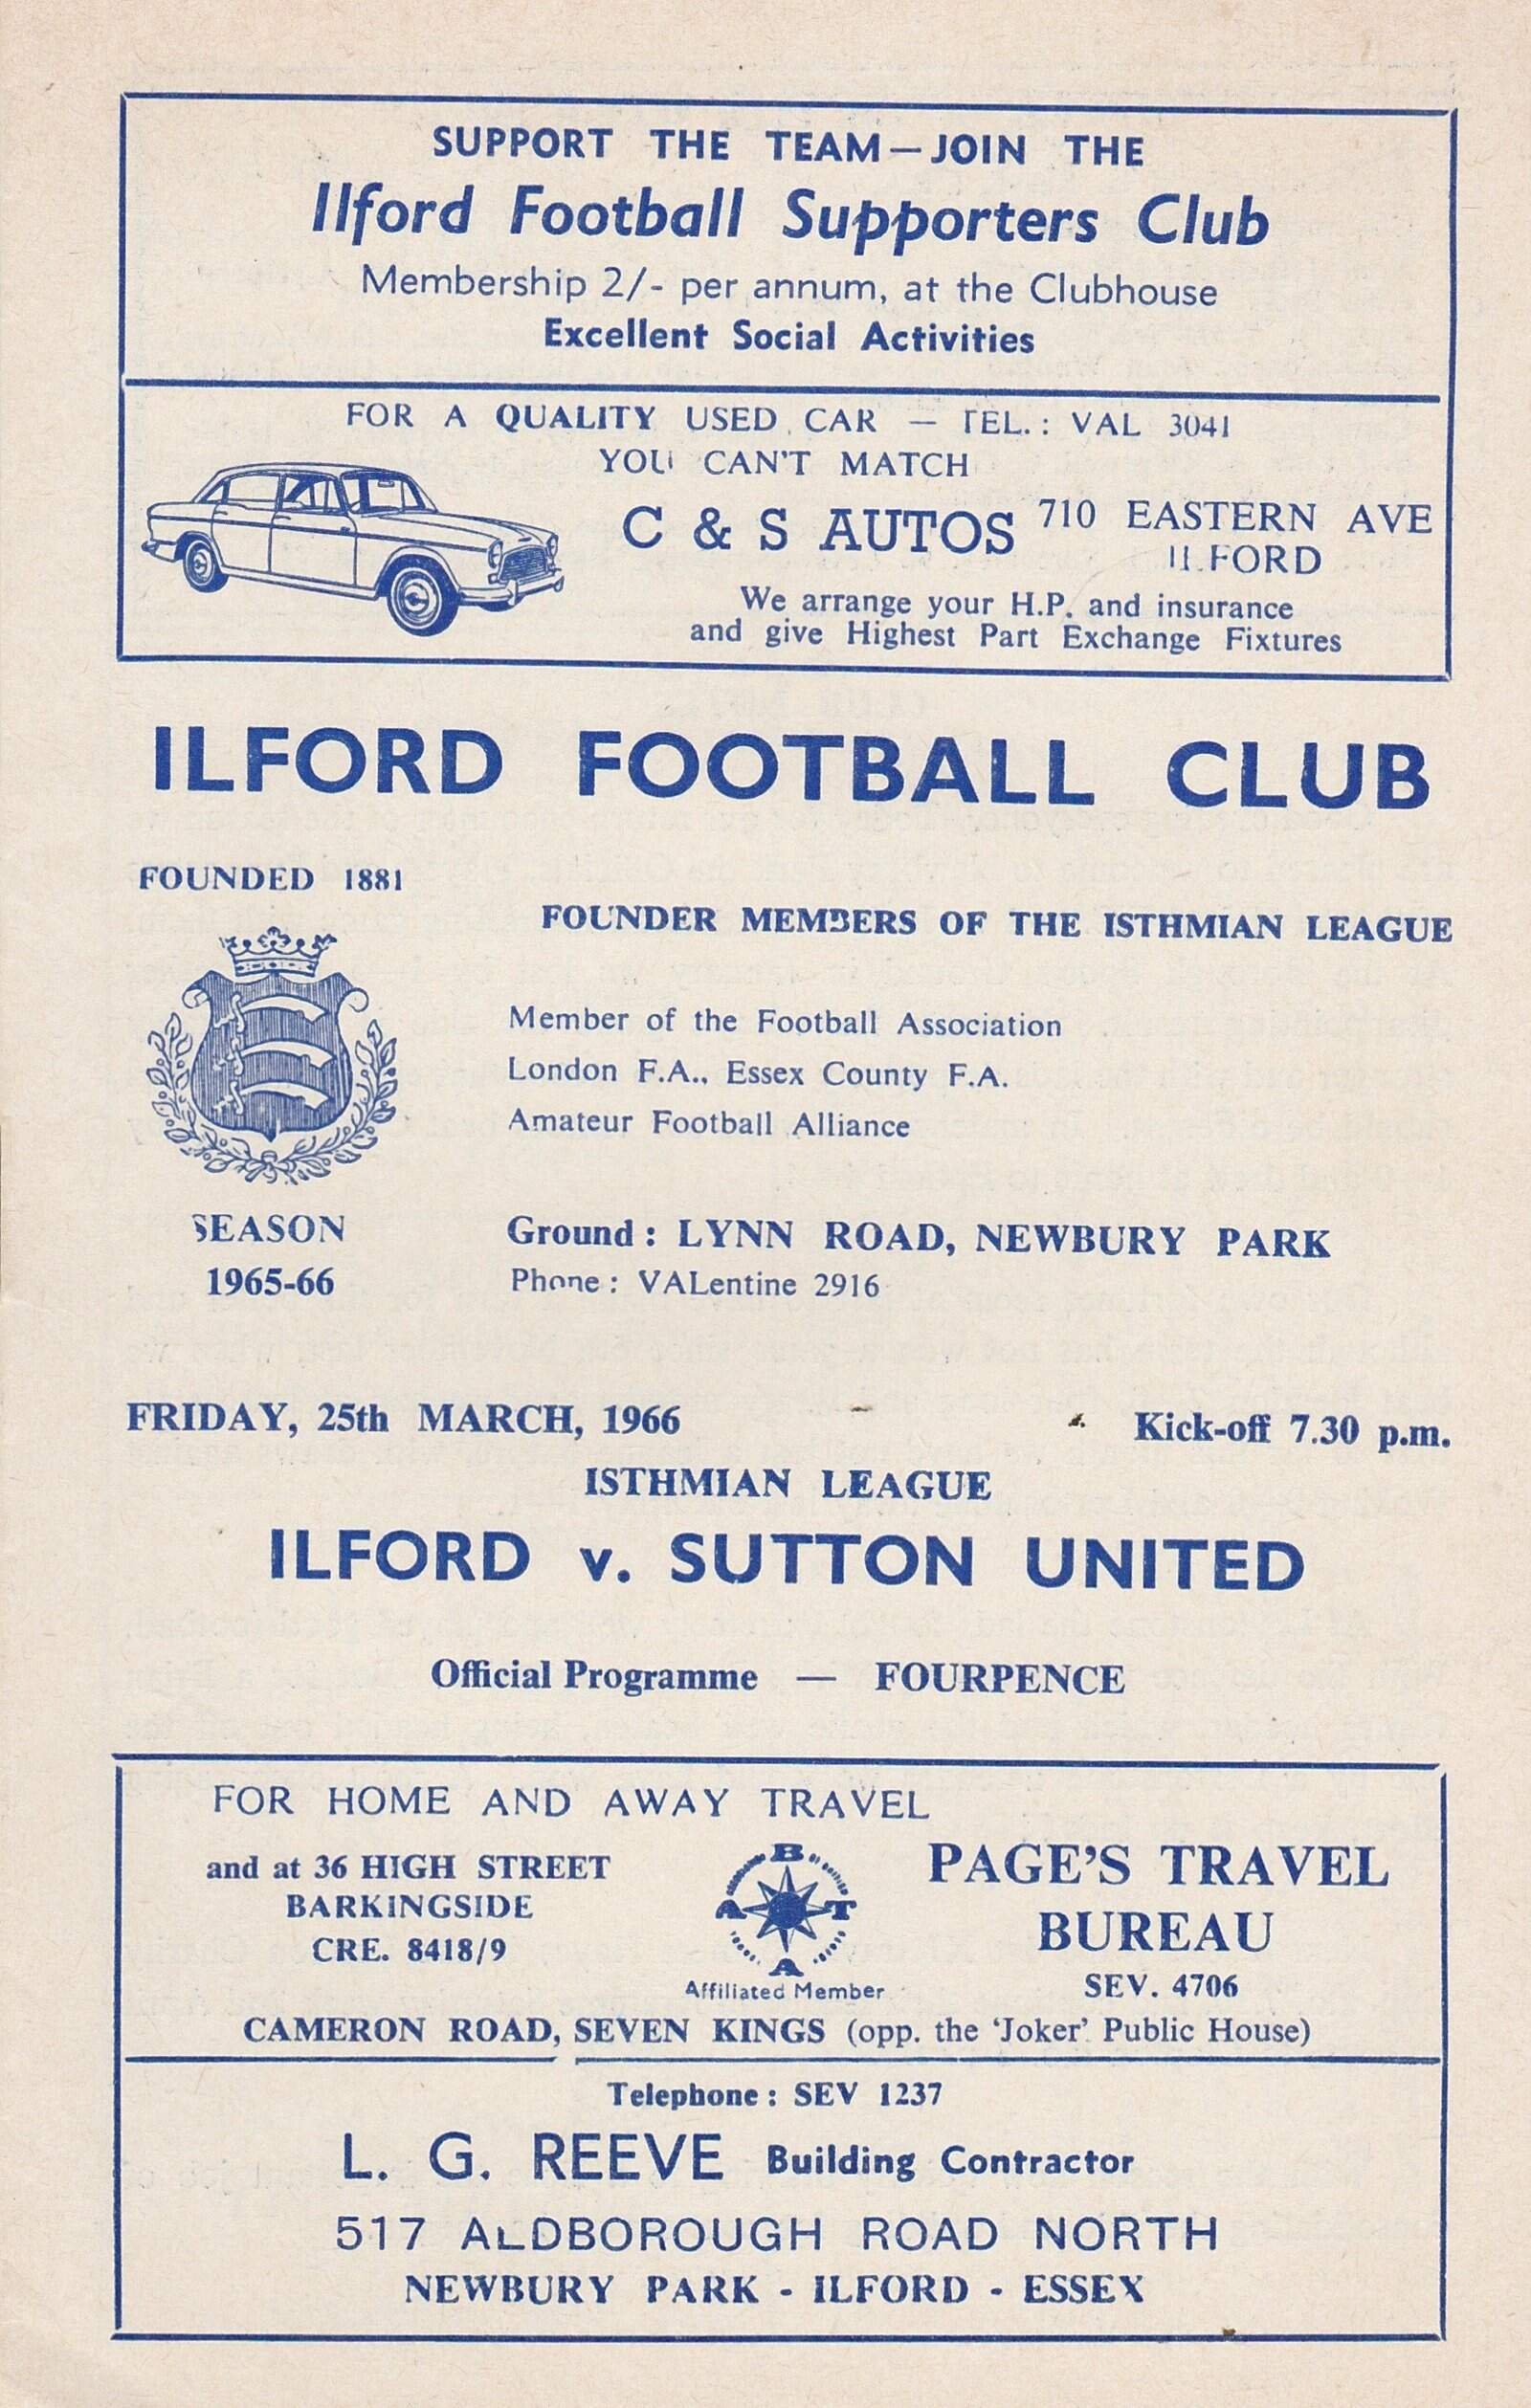 SUPPORT THE TEAM — JOIN THE
Ilford Football Supporters Club
Membership 2/- per annum, at the Clubhouse
Excellent Social Activities
FOR A QUALITY USED CAR — TEL.: VAL 3041
YOU CAN'T MATCH
C & S AUTOS 710 EASTERN AVE
ILFORD
We arrange your H.P. and insurance
and give Highest Part Exchange Fixtures
ILFORD FOOTBALL CLUB
FOUNDED 1881
FOUNDER MEMBERS OF THE ISTHMIAN LEAGUE
Member of the Football Association
London F.A., Essex County F.A.
Amateur Football Alliance
SEASON
1965-66
Ground: LYNN ROAD, NEWBURY PARK
Phone: VALentine 2916
FRIDAY, 25th MARCH, 1966
Kick-off 7.30 p.m.
ISTHMIAN LEAGUE
ILFORD v. SUTTON UNITED
Official Programme — FOURPENCE
FOR HOME AND AWAY TRAVEL
and at 36 HIGH STREET
BARKINGSIDE
CRE. 8418/9
B
A T
A
Affiliated Member
PAGE'S TRAVEL
BUREAU
SEV. 4706
CAMERON ROAD, SEVEN KINGS (opp. the 'Joker' Public House)
Telephone: SEV 1237
L. G. REEVE Building Contractor
517 ALDBOROUGH ROAD NORTH
NEWBURY PARK - ILFORD - ESSEX